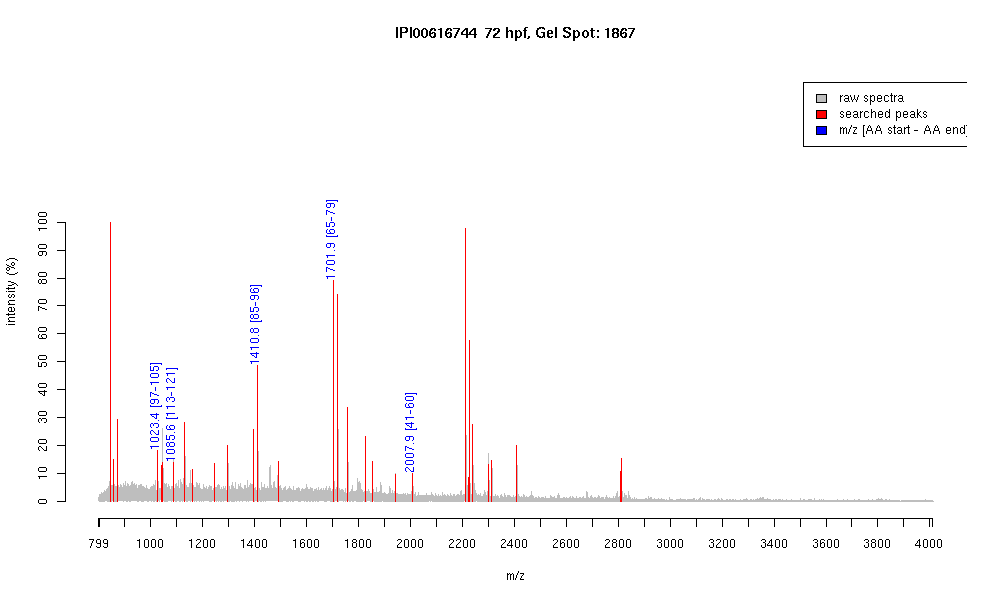 IPI00616744 72 hpf, Gel Spot: 1867
raw spectra
searched peaks
m/z [AA start - AA end]
intensity (%)
100
90
80
70
60
50
40
30
20
10
0
1023.4 [97-105]
1085.6 [113-121]
1410.8 [85-96]
1701.9 [65-79]
2007.9 [41-60]
799 1000 1200 1400 1600 1800 2000 2200 2400 2600 2800 3000 3200 3400 3600 3800 4000
m/z